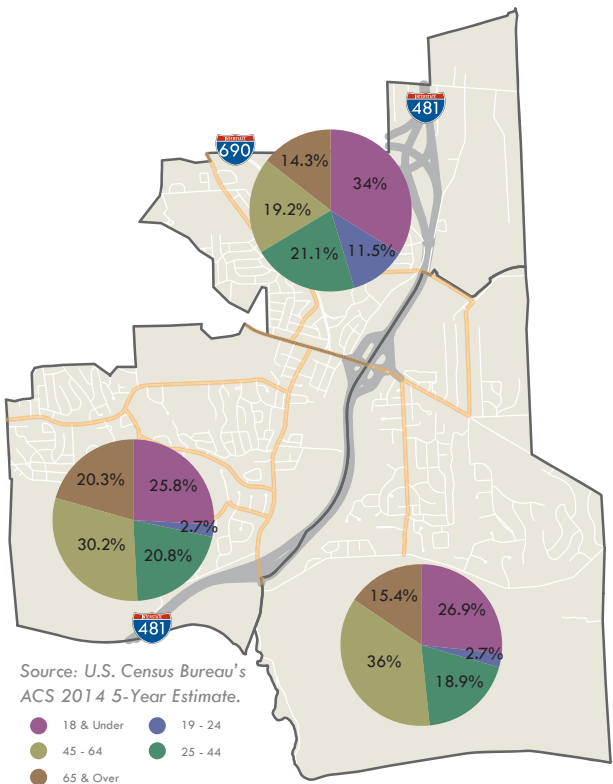 INTERSTATE
481
INTERSTATE
690
14.3%
34%
19.2%
21.1%
11.5%
20.3%
25.8%
2.7%
30.2%
20.8%
15.4%
26.9%
2.7%
36%
18.9%
INTERSTATE
481
Source: U.S. Census Bureau's
ACS 2014 5-Year Estimate.
18 & Under
19 - 24
45 - 64
25 - 44
65 & Over